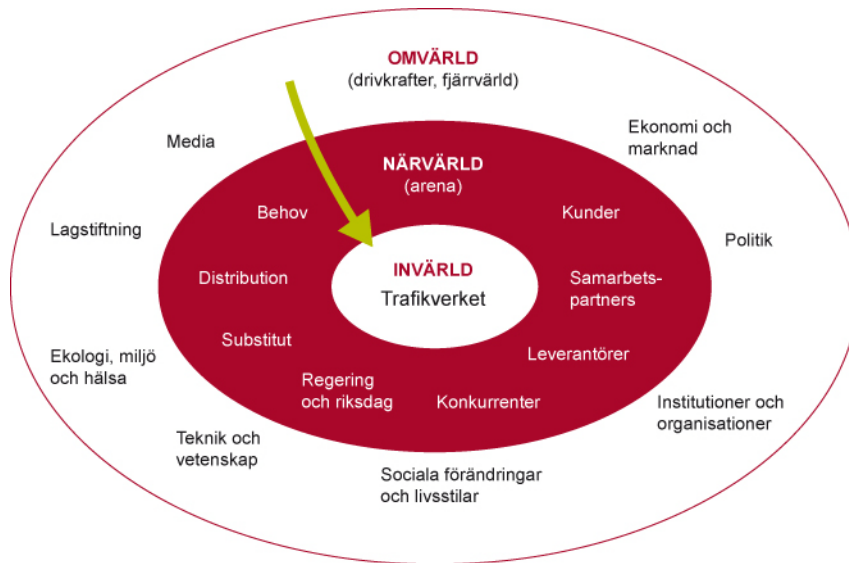 OMVÄRLD
(drivkrafter, fjärrvärld)
Media
Ekonomi och
marknad
NÄRVÄRLD
(arena)
Behov
Kunder
Lagstiftning
Politik
INVÄRLD
Trafikverket
Distribution
Samarbets-
partners
Substitut
Leverantörer
Ekologi, miljö
och hälsa
Regering
och riksdag
Konkurrenter
Institutioner och
organisationer
Teknik och
vetenskap
Sociala förändringar
och livsstilar